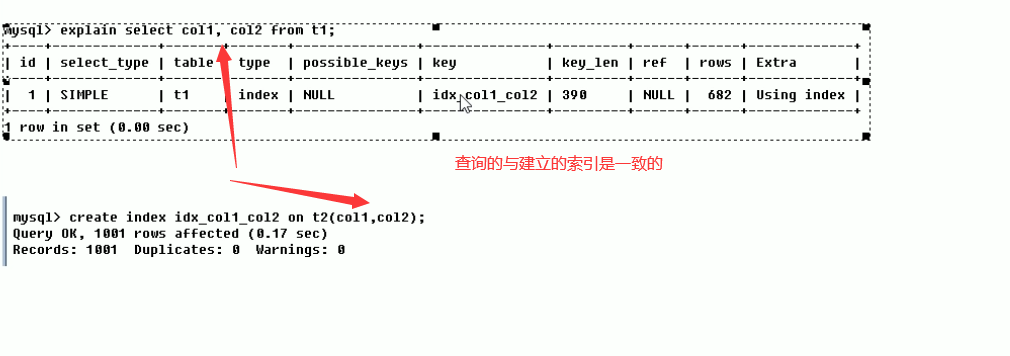 mysql> explain select col1, col2 from t1;
| id | select_type | table | type | possible_keys | key | key_len | ref | rows | Extra |
| 1 | SIMPLE | t1 | index | NULL | idx_col1_col2 | 390 | NULL | 682 | Using index |
1 row in set (0.00 sec)
查询的与建立的索引是一致的
mysql> create index idx_col1_col2 on t2(col1,col2);
Query OK, 1001 rows affected (0.17 sec)
Records: 1001 Duplicates: 0 Warnings: 0